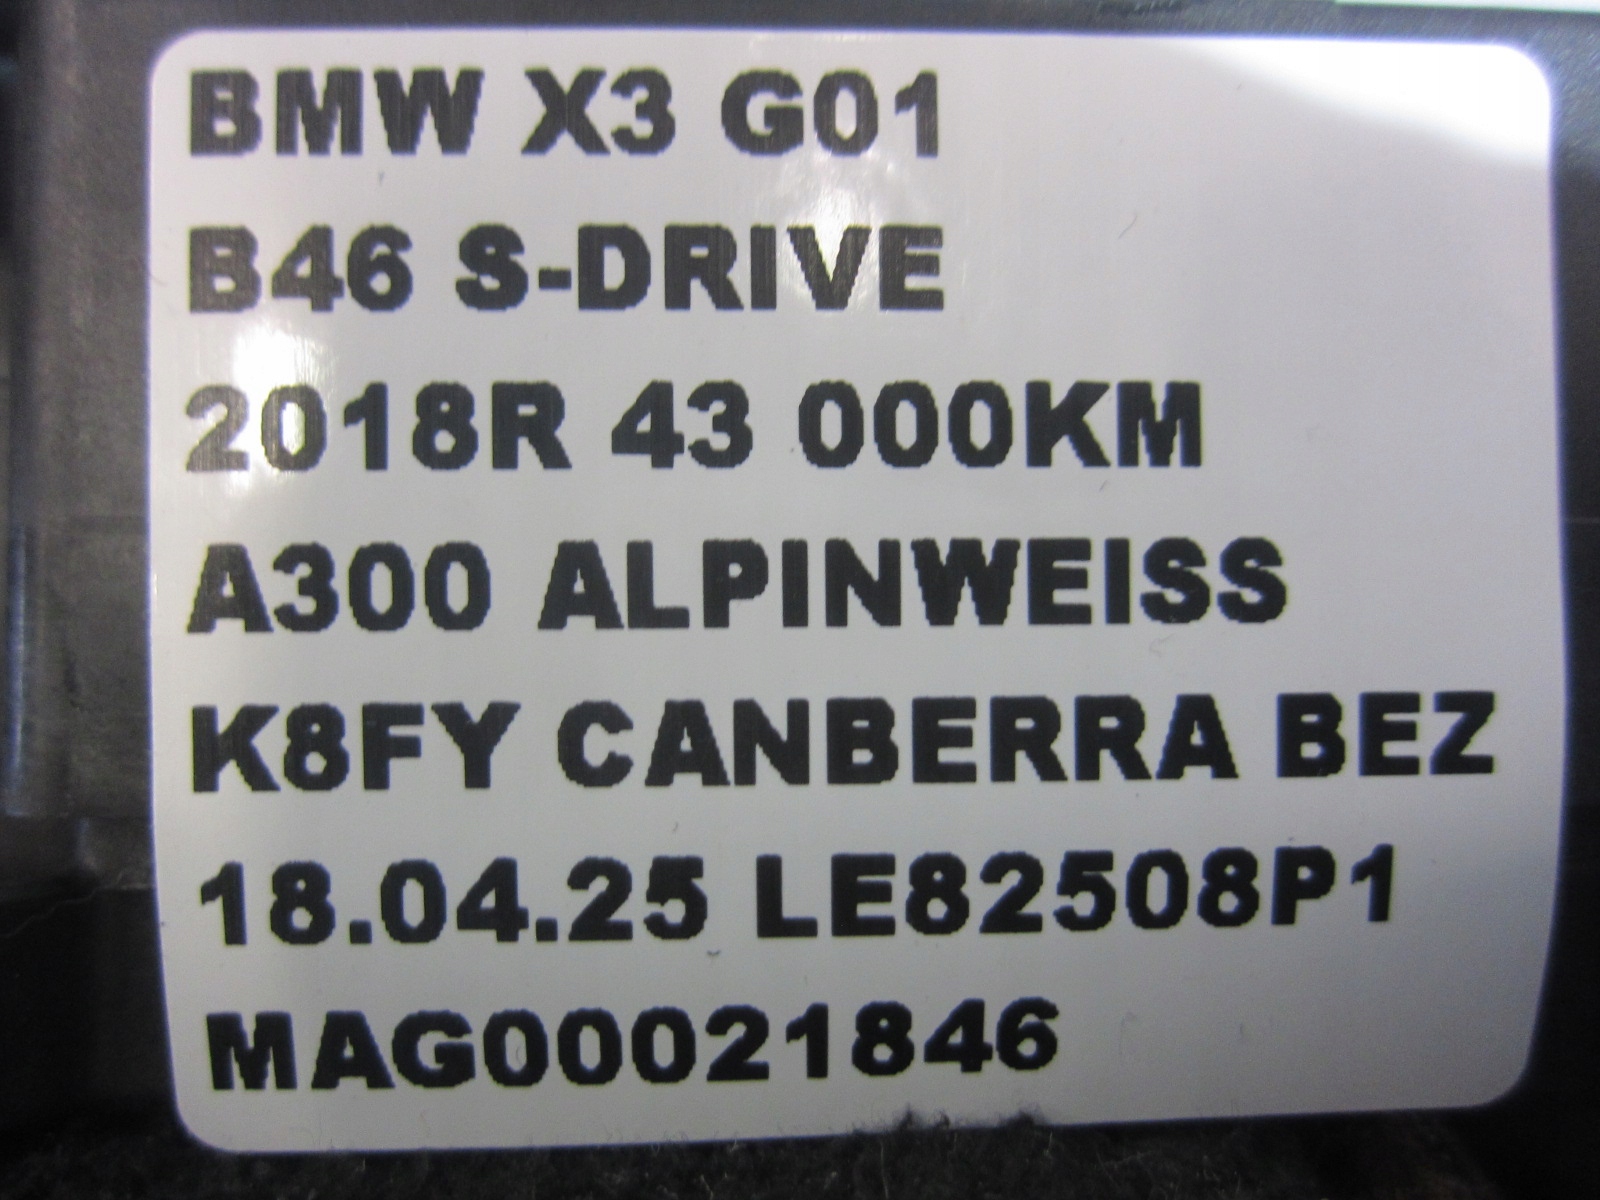 BMW X3 G01
B46 S-DRIVE
2018R 43 000KM
A300 ALPINWEISS
K8FY CANBERRA BEZ
18.04.25 LE82508P1
MAG00021846